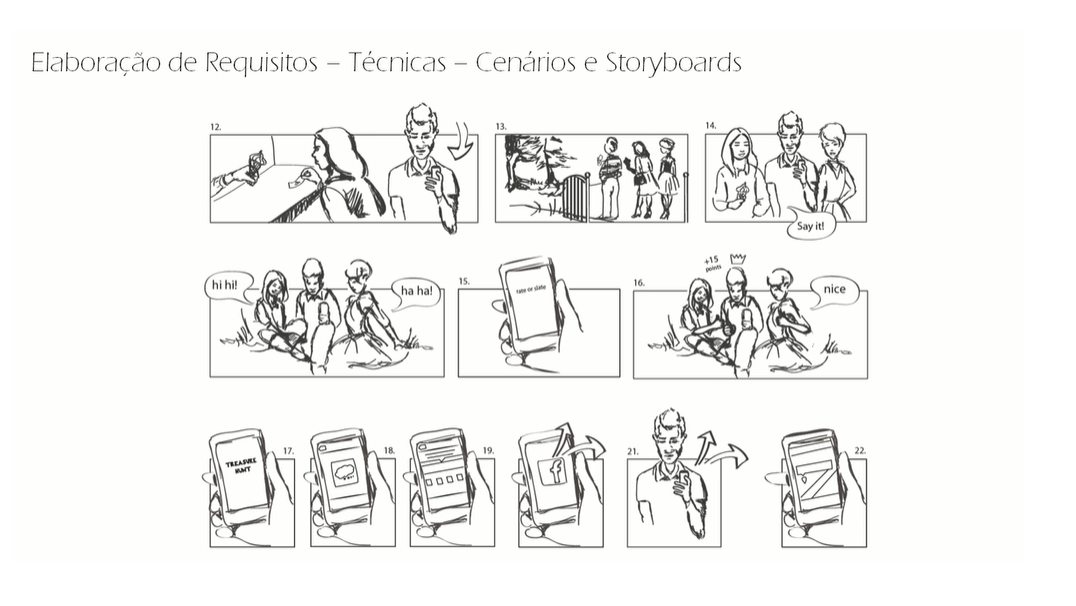 Elaboração de Requisitos – Técnicas – Cenários e Storyboards
12.
13.
14.
Say it!
hi hi!
ha ha!
15.
rate or slate
16.
+15
points
nice
TREASURE
HUNT
17.
18.
19.
f
21.
22.